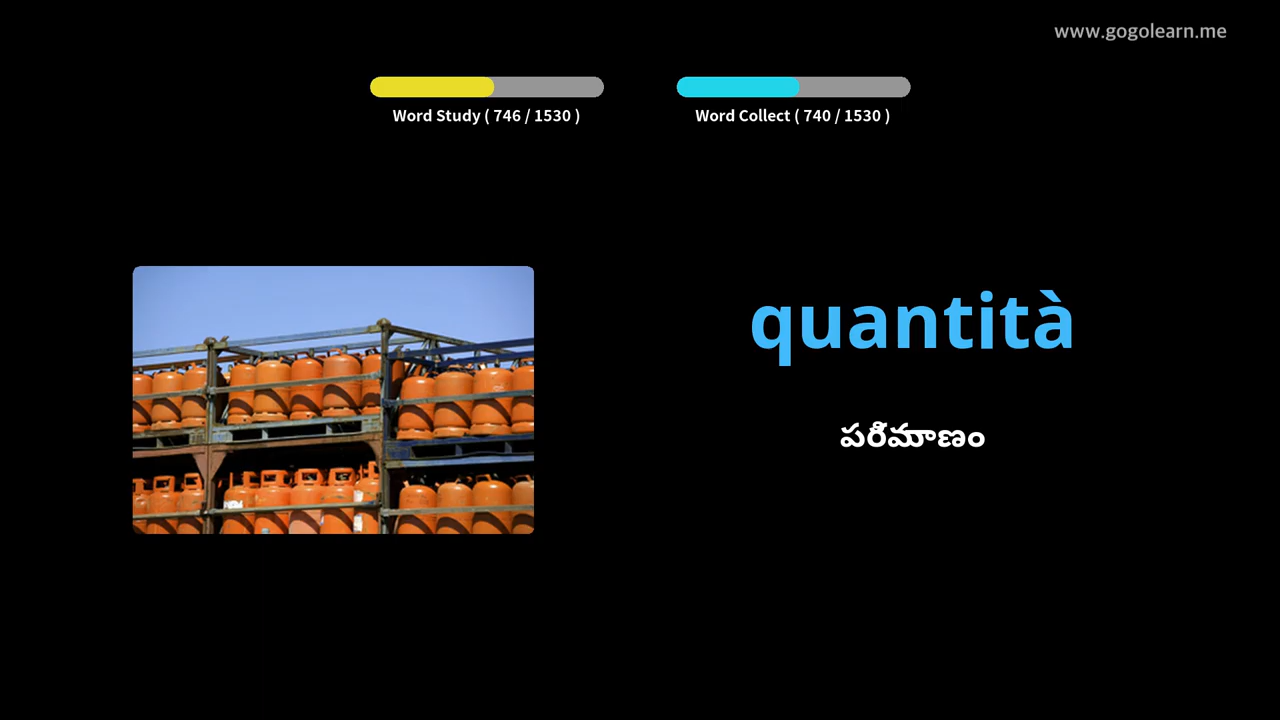 www.gogolearn.me
Word Study ( 746 / 1530 )
Word Collect ( 740 / 1530 )
quantità
పరిమాణం